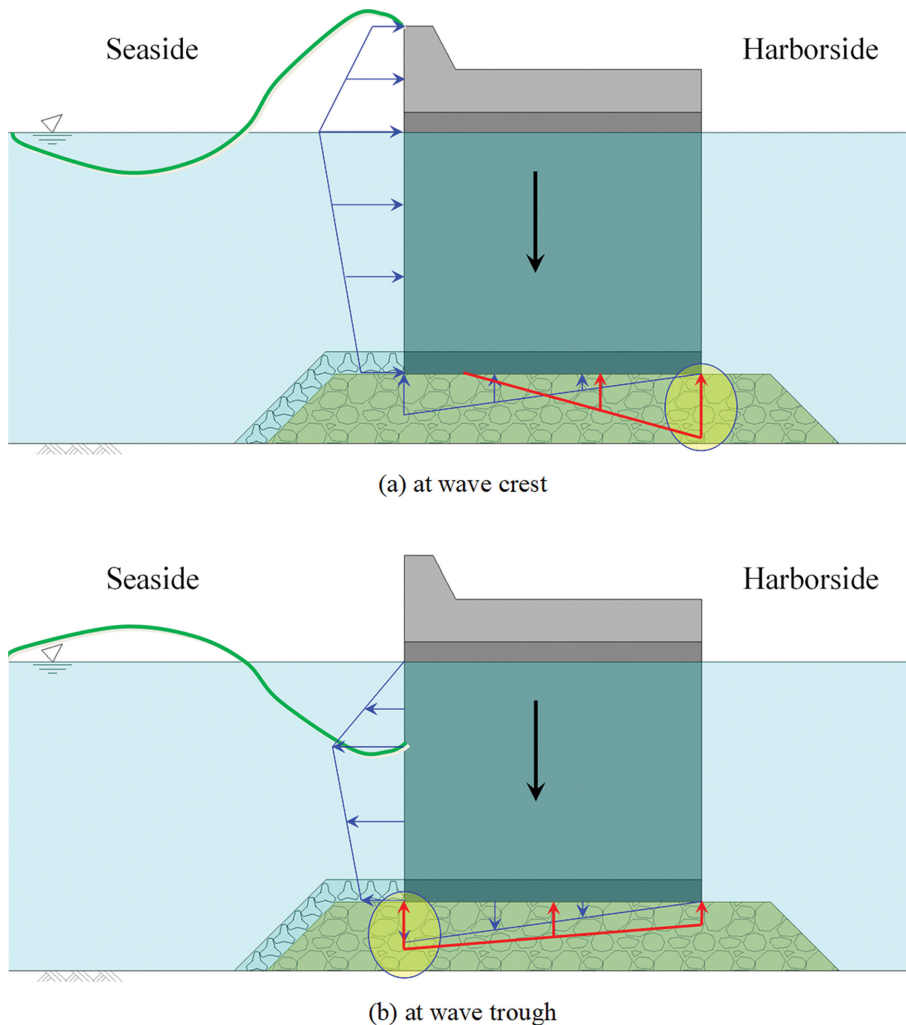 Seaside
Harborside
(a) at wave crest
Seaside
Harborside
(b) at wave trough